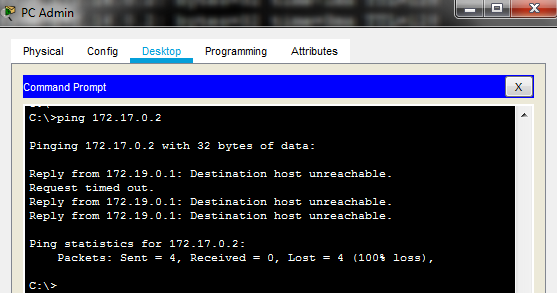 PC Admin
Physical Config Desktop Programming Attributes
Command Prompt X
C:\>ping 172.17.0.2
Pinging 172.17.0.2 with 32 bytes of data:
Reply from 172.19.0.1: Destination host unreachable.
Request timed out.
Reply from 172.19.0.1: Destination host unreachable.
Reply from 172.19.0.1: Destination host unreachable.
Ping statistics for 172.17.0.2:
Packets: Sent = 4, Received = 0, Lost = 4 (100% loss),
C:\>